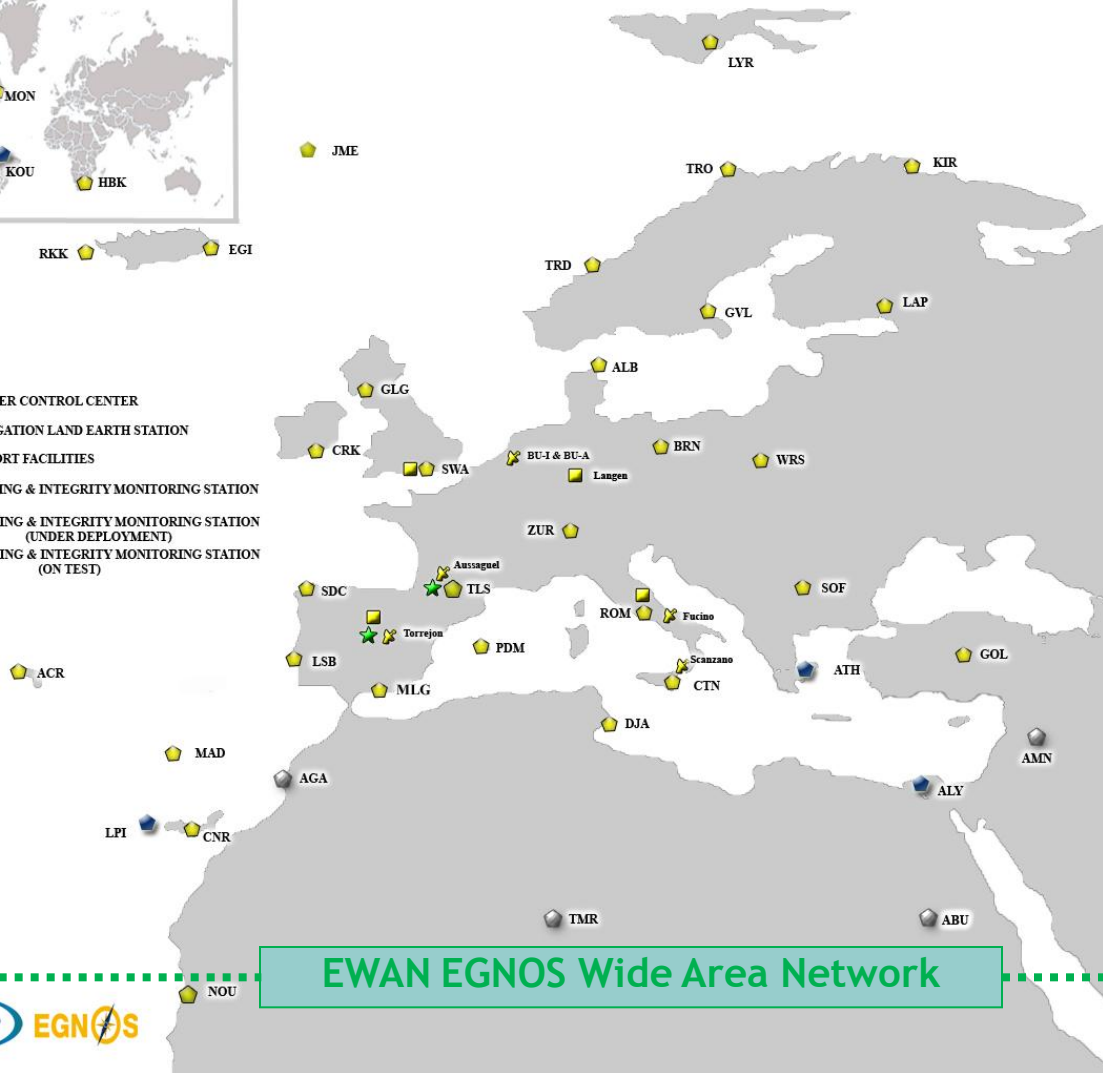 LYR
MON
JME
KOU
HBK
TRO
KIR
RKK
EGI
TRD
LAP
GVL
ALB
GLG
ER CONTROL CENTER
GATION LAND EARTH STATION
CRK
BRN
BU-I & BU-A
ORT FACILITIES
WRS
SWA
Langen
ING & INTEGRITY MONITORING STATION
ING & INTEGRITY MONITORING STATION
(UNDER DEPLOYMENT)
ZUR
ING & INTEGRITY MONITORING STATION
(ON TEST)
Aussaguel
SDC
TLS
SOF
ROM
Fucino
Torrejon
PDM
GOL
LSB
Scanzano
ACR
ATH
MLG
CTN
DJA
MAD
AMN
AGA
ALY
LPI
CNR
TMR
ABU
EWAN EGNOS Wide Area Network
NOU
EGNOS